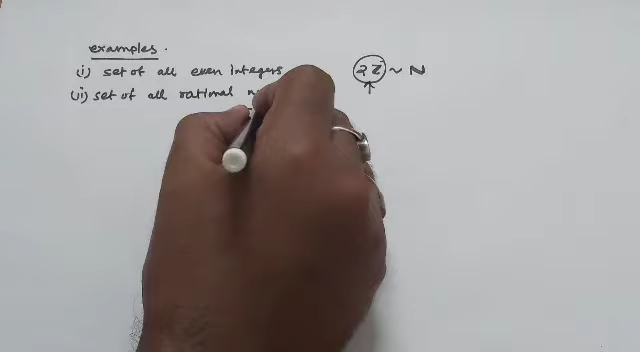 examples.
(i) set of all even integers 2Z ~ N
(ii) set of all rational